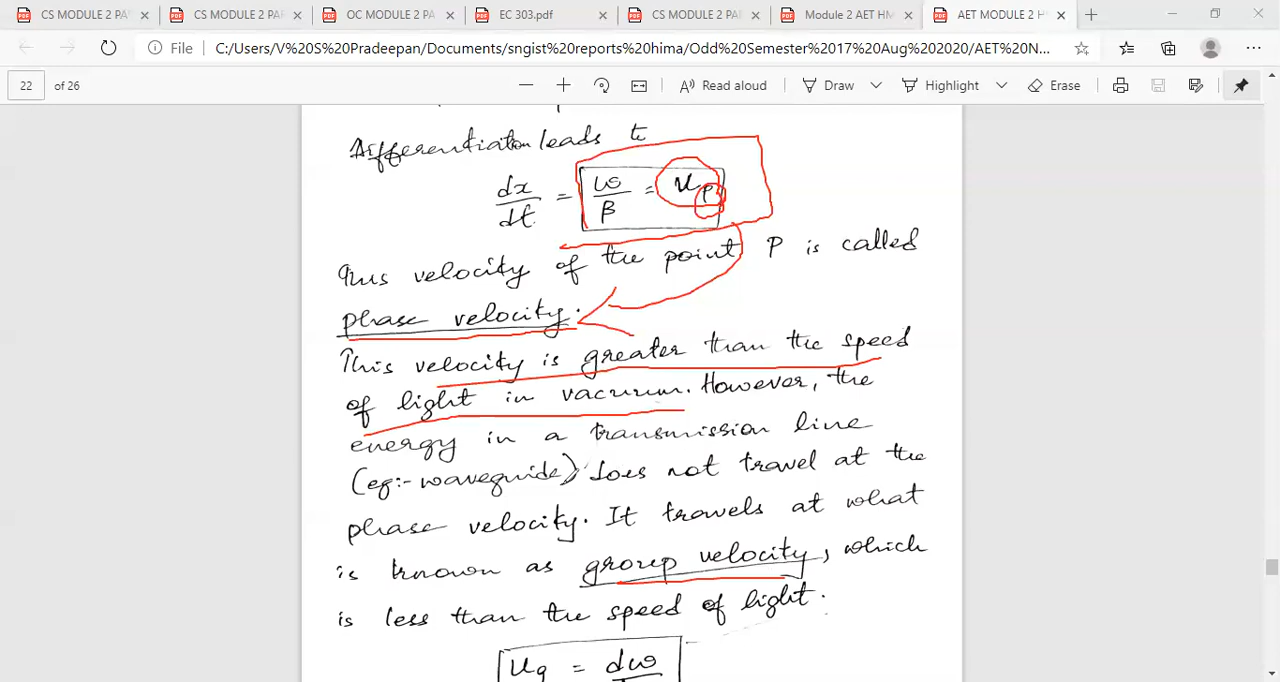 CS MODULE 2 PA
CS MODULE 2 PAR
OC MODULE 2 PA
EC 303.pdf
CS MODULE 2 PA
Module 2 AET HM
AET MODULE 2 H
File C:/Users/V%20S%20Pradeepan/Documents/sngist%20reports%20hima/Odd%20Semester%2017%20Aug%202020/AET%20N...
22 of 26 Read aloud Draw Highlight Erase
Differentiation leads to
dx/dt = ω/β = up
Thus velocity of the point P is called
phase velocity.
This velocity is greater than the speed
of light in vacuum. However, the
energy in a transmission line
(eg:- waveguide) does not travel at the
phase velocity. It travels at what
is known as group velocity, which
is less than the speed of light.
ug = dω